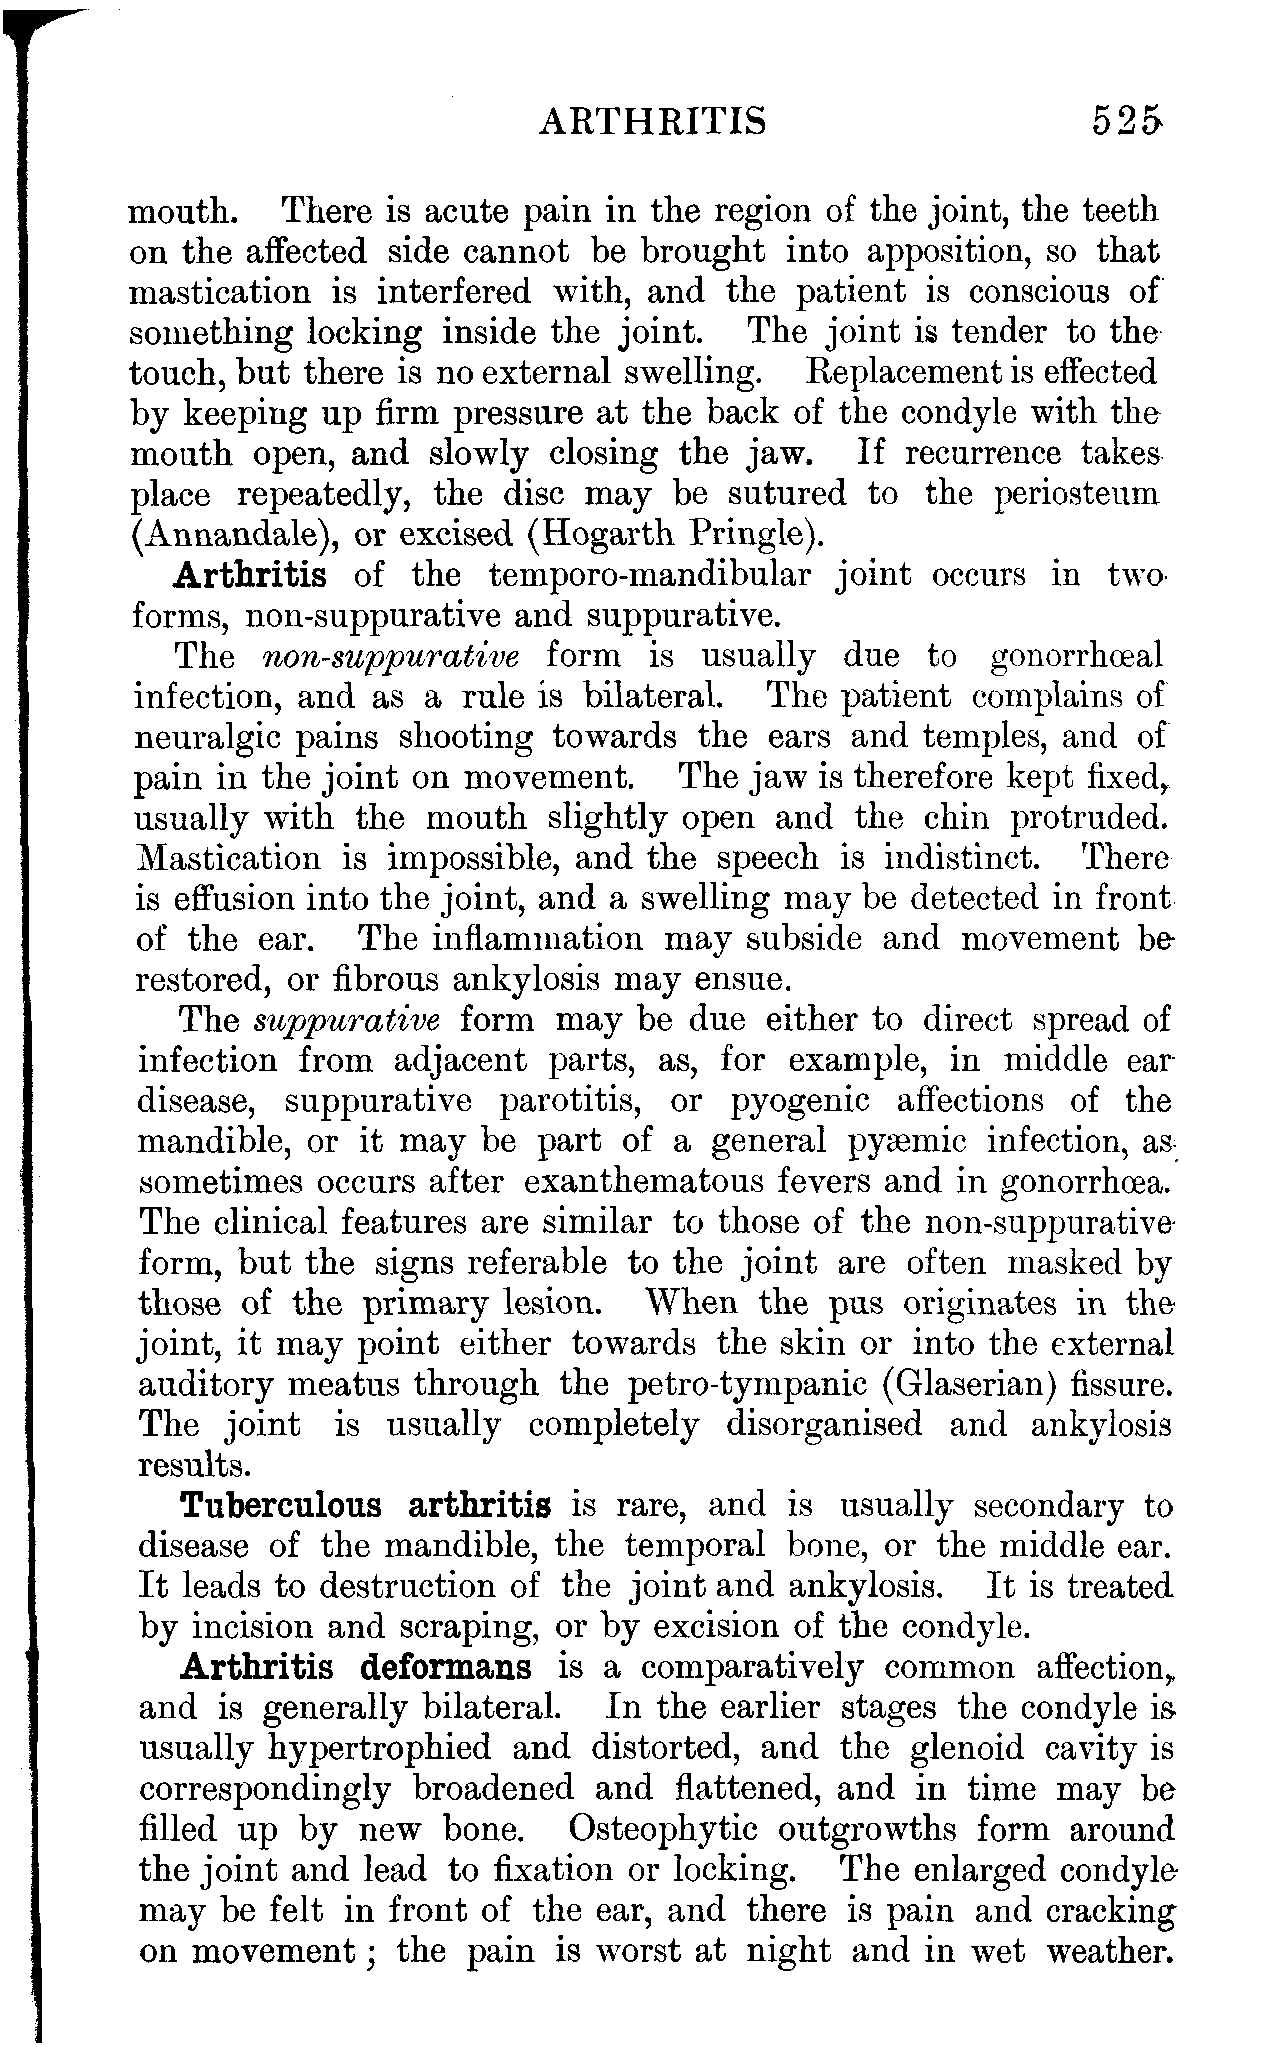 ARTHRITIS 525
mouth. There is acute pain in the region of the joint, the teeth
on the affected side cannot be brought into apposition, so that
mastication is interfered with, and the patient is conscious of
something locking inside the joint. The joint is tender to the
touch, but there is no external swelling. Replacement is effected
by keeping up firm pressure at the back of the condyle with the
mouth open, and slowly closing the jaw. If recurrence takes
place repeatedly, the disc may be sutured to the periosteum
(Annandale), or excised (Hogarth Pringle).
Arthritis of the temporo-mandibular joint occurs in two
forms, non-suppurative and suppurative.
The non-suppurative form is usually due to gonorrhœal
infection, and as a rule is bilateral. The patient complains of
neuralgic pains shooting towards the ears and temples, and of
pain in the joint on movement. The jaw is therefore kept fixed,
usually with the mouth slightly open and the chin protruded.
Mastication is impossible, and the speech is indistinct. There
is effusion into the joint, and a swelling may be detected in front
of the ear. The inflammation may subside and movement be
restored, or fibrous ankylosis may ensue.
The suppurative form may be due either to direct spread of
infection from adjacent parts, as, for example, in middle ear
disease, suppurative parotitis, or pyogenic affections of the
mandible, or it may be part of a general pyæmic infection, as
sometimes occurs after exanthematous fevers and in gonorrhœa.
The clinical features are similar to those of the non-suppurative
form, but the signs referable to the joint are often masked by
those of the primary lesion. When the pus originates in the
joint, it may point either towards the skin or into the external
auditory meatus through the petro-tympanic (Glaserian) fissure.
The joint is usually completely disorganised and ankylosis
results.
Tuberculous arthritis is rare, and is usually secondary to
disease of the mandible, the temporal bone, or the middle ear.
It leads to destruction of the joint and ankylosis. It is treated
by incision and scraping, or by excision of the condyle.
Arthritis deformans is a comparatively common affection,
and is generally bilateral. In the earlier stages the condyle is
usually hypertrophied and distorted, and the glenoid cavity is
correspondingly broadened and flattened, and in time may be
filled up by new bone. Osteophytic outgrowths form around
the joint and lead to fixation or locking. The enlarged condyle
may be felt in front of the ear, and there is pain and cracking
on movement ; the pain is worst at night and in wet weather.